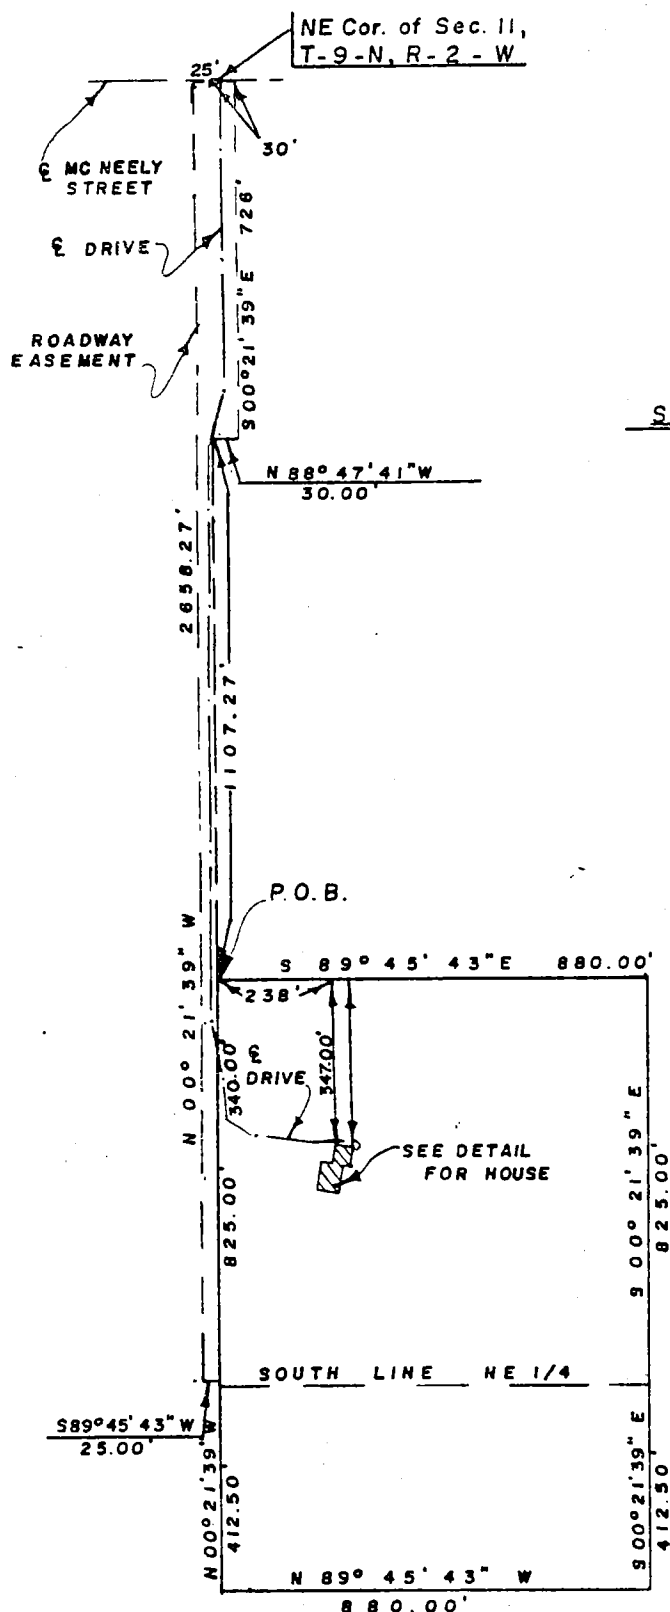 NE Cor. of Sec. 11,
T-9-N, R-2-W
25'
30'
℄ MC NEELY
STREET
℄ DRIVE
ROADWAY
EASEMENT
S 00° 21' 39" E 726'
S
N 88° 47' 41" W
30.00'
2658.27'
1107.27'
P.O.B.
N 00° 21' 39" W
S 89° 45' 43" E 880.00'
238'
340.00'
℄
DRIVE
347.00'
SEE DETAIL
FOR HOUSE
825.00'
S 00° 21' 39" E
825.00'
SOUTH LINE NE 1/4
S89° 45' 43" W
25.00'
N 00° 21' 39" W
412.50'
S 00° 21' 39" E
412.50'
N 89° 45' 43" W
880.00'